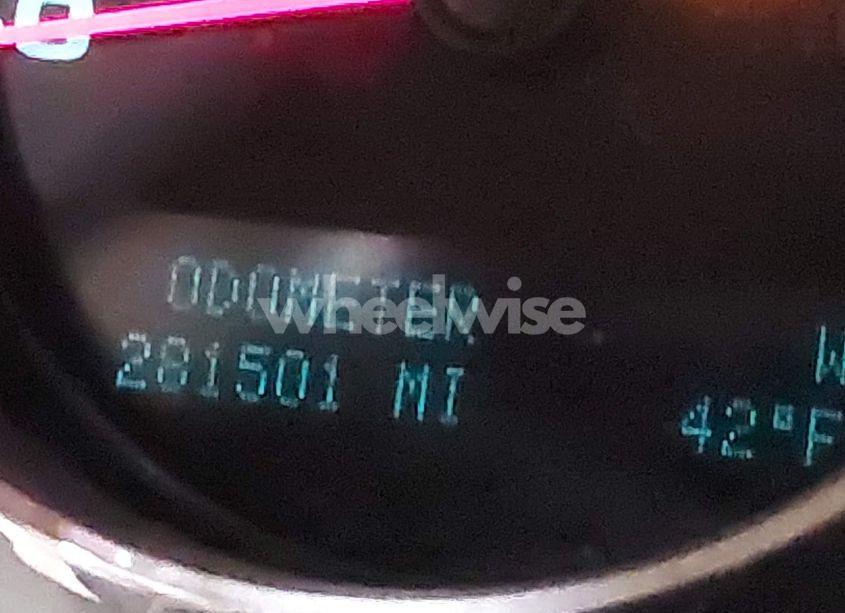 ODOMETER
281501 MI
W
42°F
wheelwise